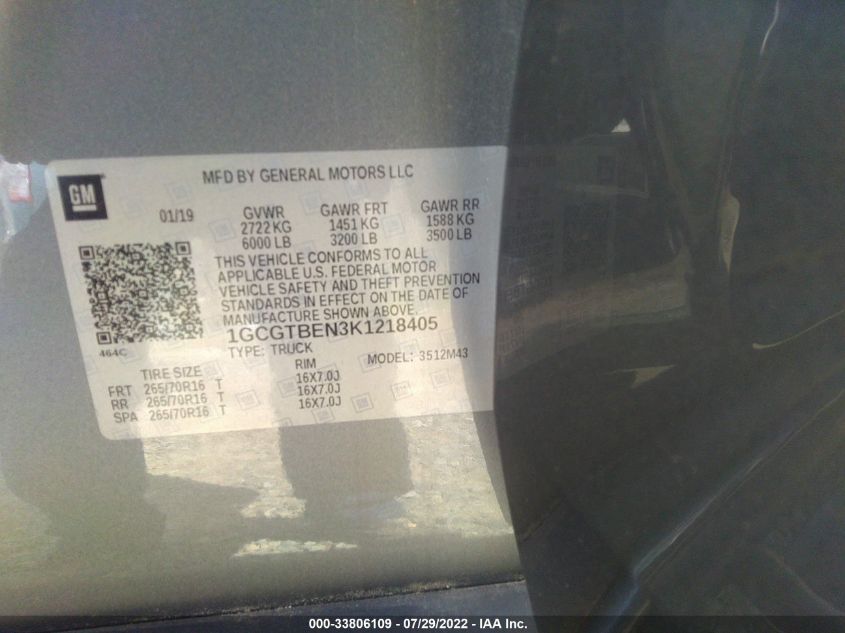 GM
MFD BY GENERAL MOTORS LLC
01/19 GVWR GAWR FRT GAWR RR
2722 KG 1451 KG 1588 KG
6000 LB 3200 LB 3500 LB
THIS VEHICLE CONFORMS TO ALL
APPLICABLE U.S. FEDERAL MOTOR
VEHICLE SAFETY AND THEFT PREVENTION
STANDARDS IN EFFECT ON THE DATE OF
MANUFACTURE SHOWN ABOVE.
1GCGTBEN3K1218405
464C
TYPE: TRUCK MODEL: 3512M43
TIRE SIZE RIM
FRT 265/70R16 T 16X7.0J
RR 265/70R16 T 16X7.0J
SPA 265/70R16 T 16X7.0J
000-33806109 - 07/29/2022 - IAA Inc.